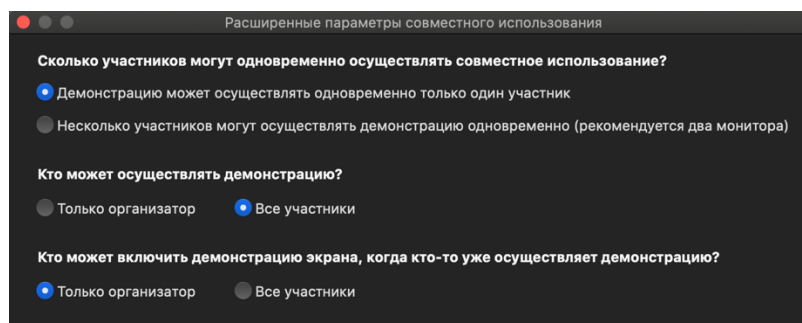 Расширенные параметры совместного использования
Сколько участников могут одновременно осуществлять совместное использование?
Демонстрацию может осуществлять одновременно только один участник
Несколько участников могут осуществлять демонстрацию одновременно (рекомендуется два монитора)
Кто может осуществлять демонстрацию?
Только организатор Все участники
Кто может включить демонстрацию экрана, когда кто-то уже осуществляет демонстрацию?
Только организатор Все участники